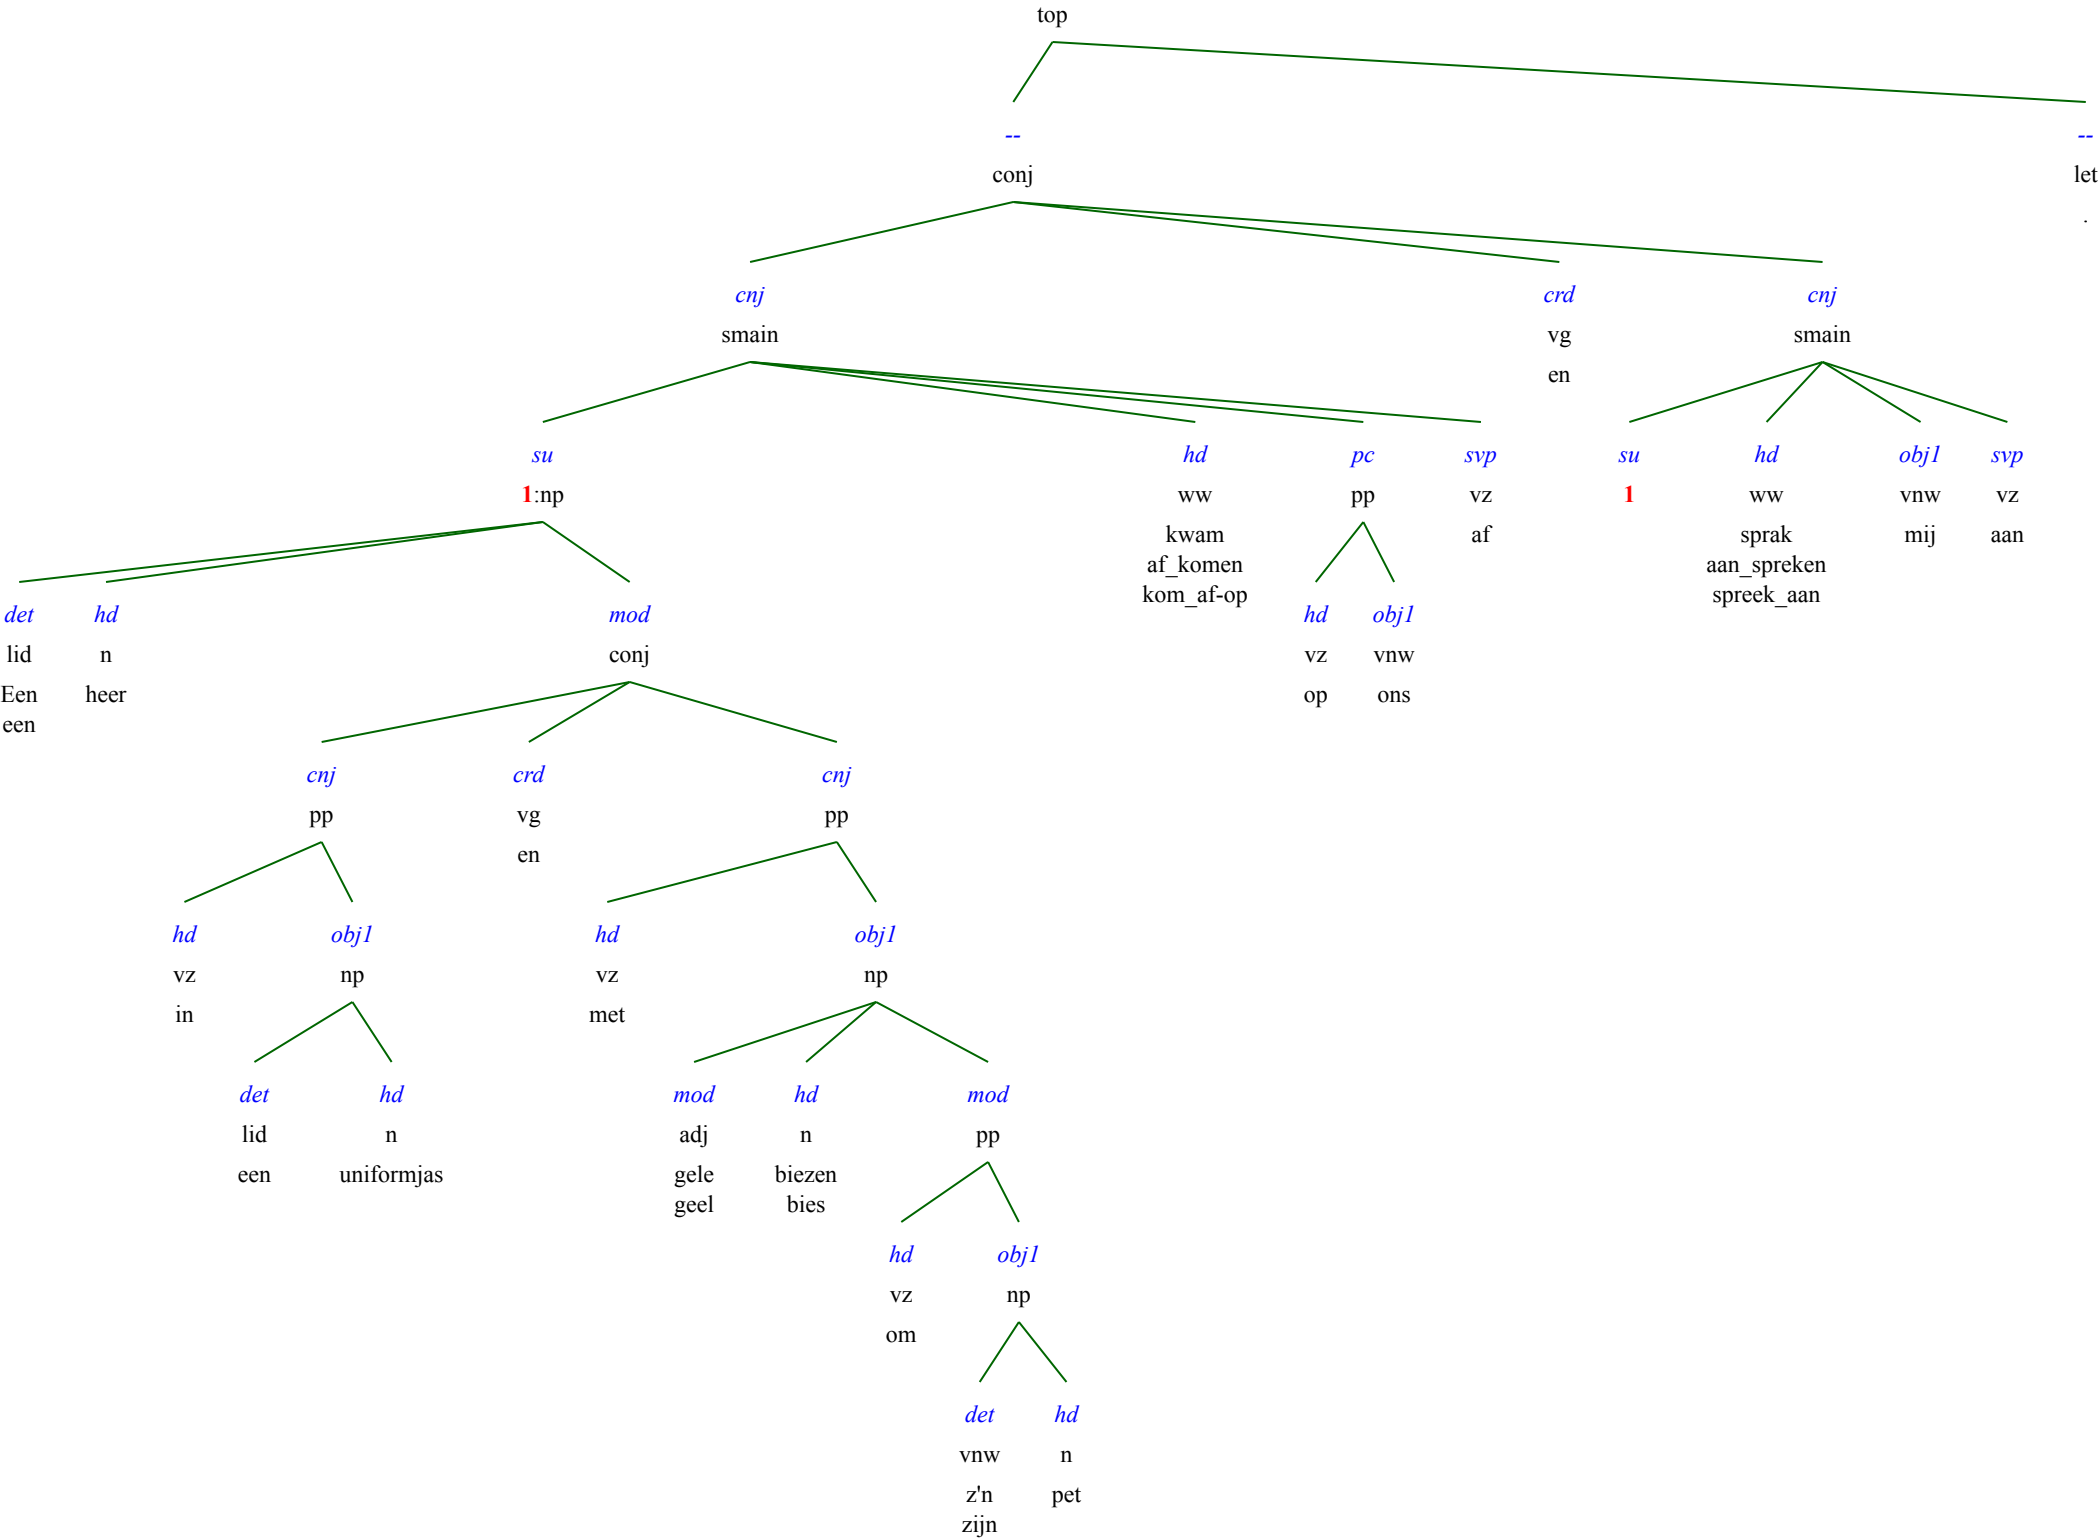 top
-- --
conj let
.
cnj crd cnj
smain vg smain
en
su hd pc svp su hd obj1 svp
1:np ww pp vz 1 ww vnw vz
kwam af sprak mij aan
af_komen aan_spreken
kom_af-op spreek_aan
det hd mod hd obj1
lid n conj vz vnw
Een heer op ons
een
cnj crd cnj
pp vg pp
en
hd obj1 hd obj1
vz np vz np
in met
det hd mod hd mod
lid n adj n pp
een uniformjas gele biezen
geel bies
hd obj1
vz np
om
det hd
vnw n
z'n pet
zijn